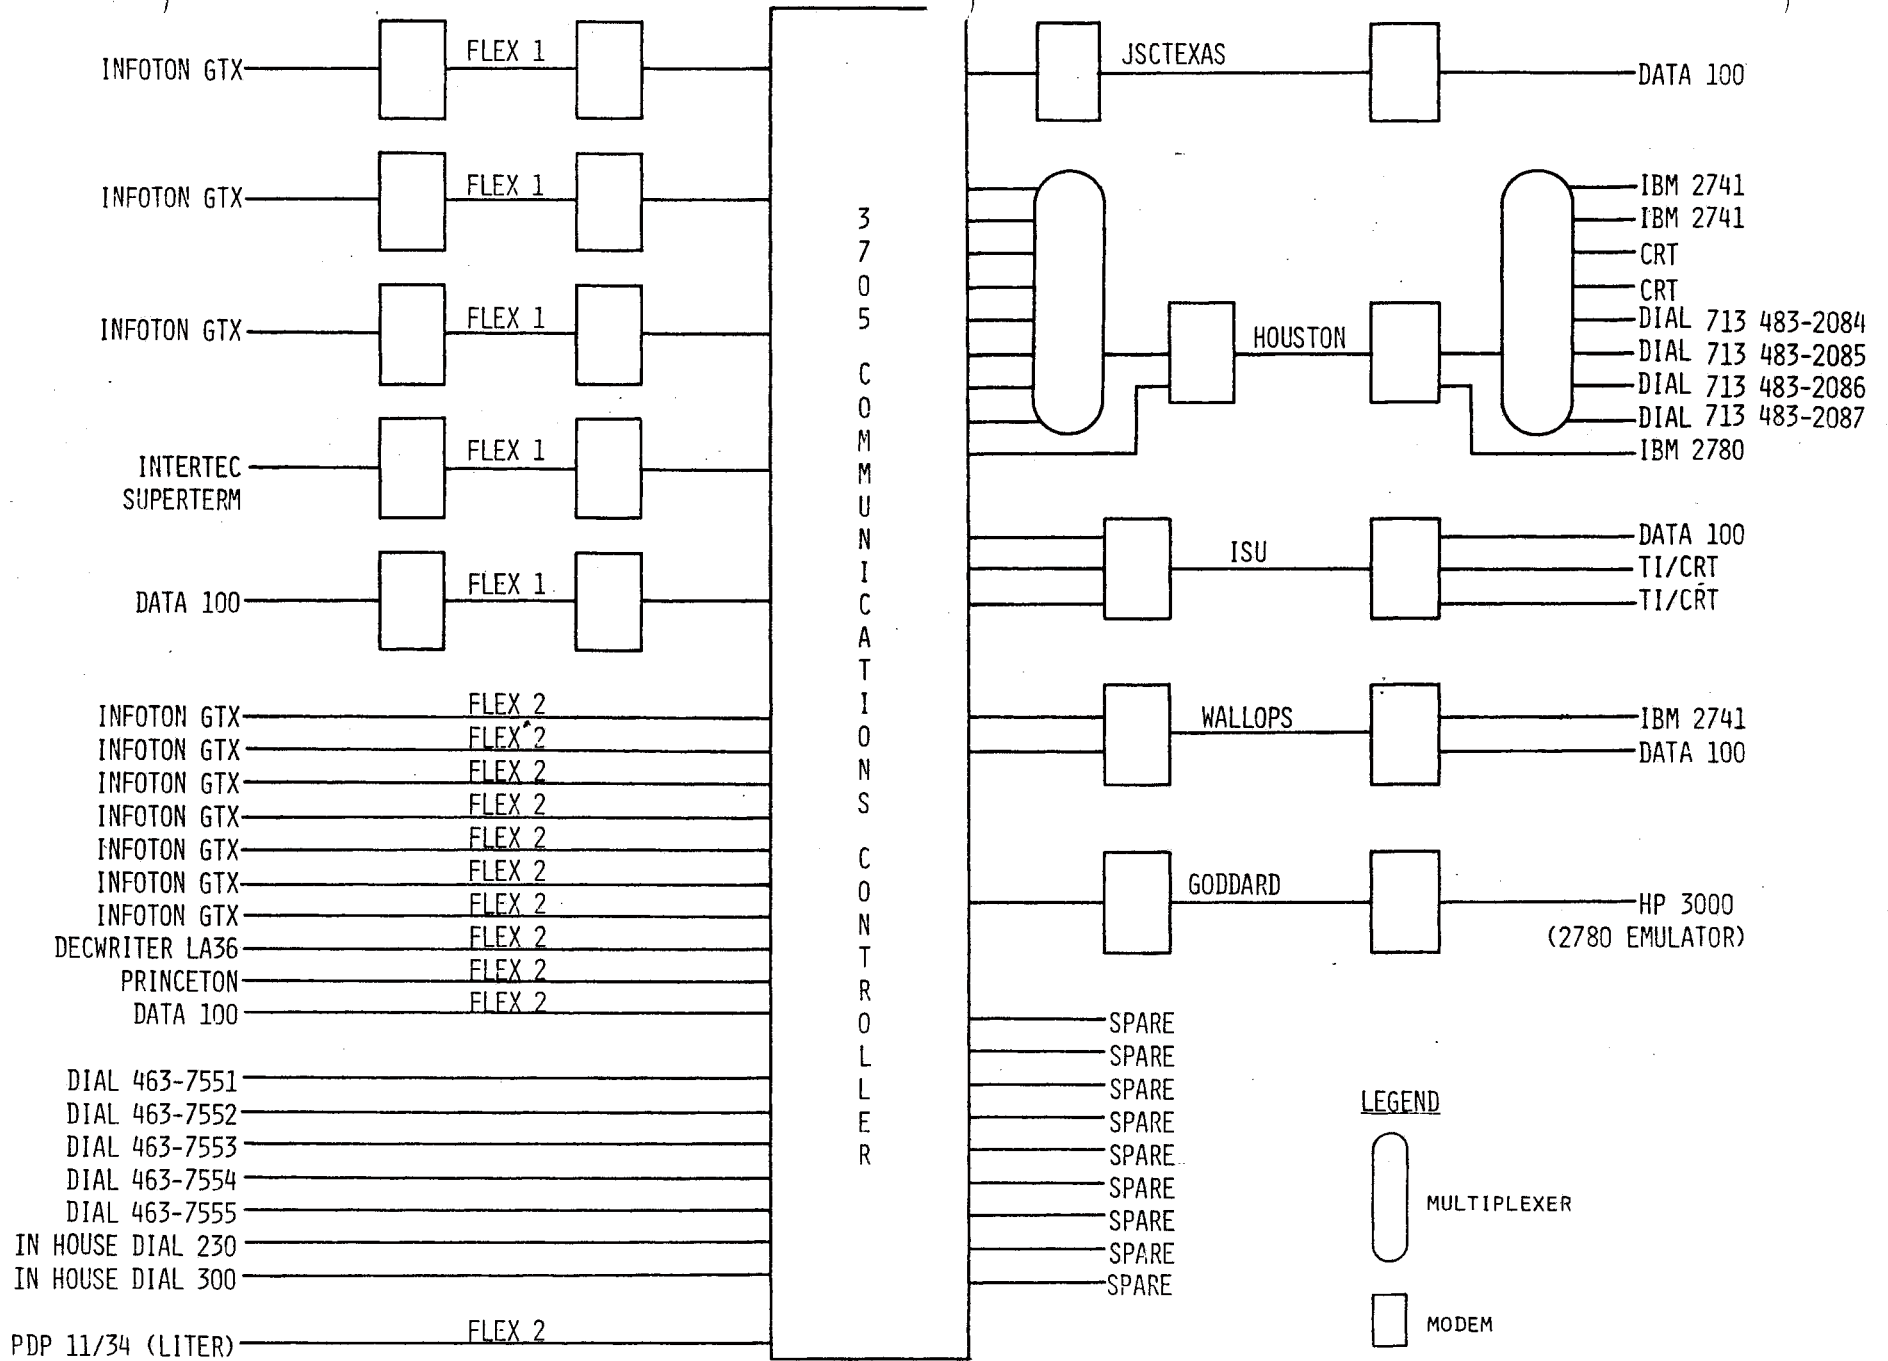 INFOTON GTX
FLEX 1
INFOTON GTX
FLEX 1
INFOTON GTX
FLEX 1
INTERTEC
SUPERTERM
FLEX 1
DATA 100
FLEX 1
INFOTON GTX
FLEX 2
INFOTON GTX
FLEX 2
INFOTON GTX
FLEX 2
INFOTON GTX
FLEX 2
INFOTON GTX
FLEX 2
INFOTON GTX
FLEX 2
INFOTON GTX
FLEX 2
DECWRITER LA36
FLEX 2
PRINCETON
FLEX 2
DATA 100
FLEX 2
DIAL 463-7551
DIAL 463-7552
DIAL 463-7553
DIAL 463-7554
DIAL 463-7555
IN HOUSE DIAL 230
IN HOUSE DIAL 300
PDP 11/34 (LITER)
FLEX 2
3705 COMMUNICATIONS CONTROLLER
JSCTEXAS
DATA 100
HOUSTON
IBM 2741
IBM 2741
CRT
CRT
DIAL 713 483-2084
DIAL 713 483-2085
DIAL 713 483-2086
DIAL 713 483-2087
IBM 2780
ISU
DATA 100
TI/CRT
TI/CRT
WALLOPS
IBM 2741
DATA 100
GODDARD
HP 3000
(2780 EMULATOR)
SPARE
SPARE
SPARE
SPARE
SPARE
SPARE
SPARE
SPARE
SPARE
LEGEND
MULTIPLEXER
MODEM